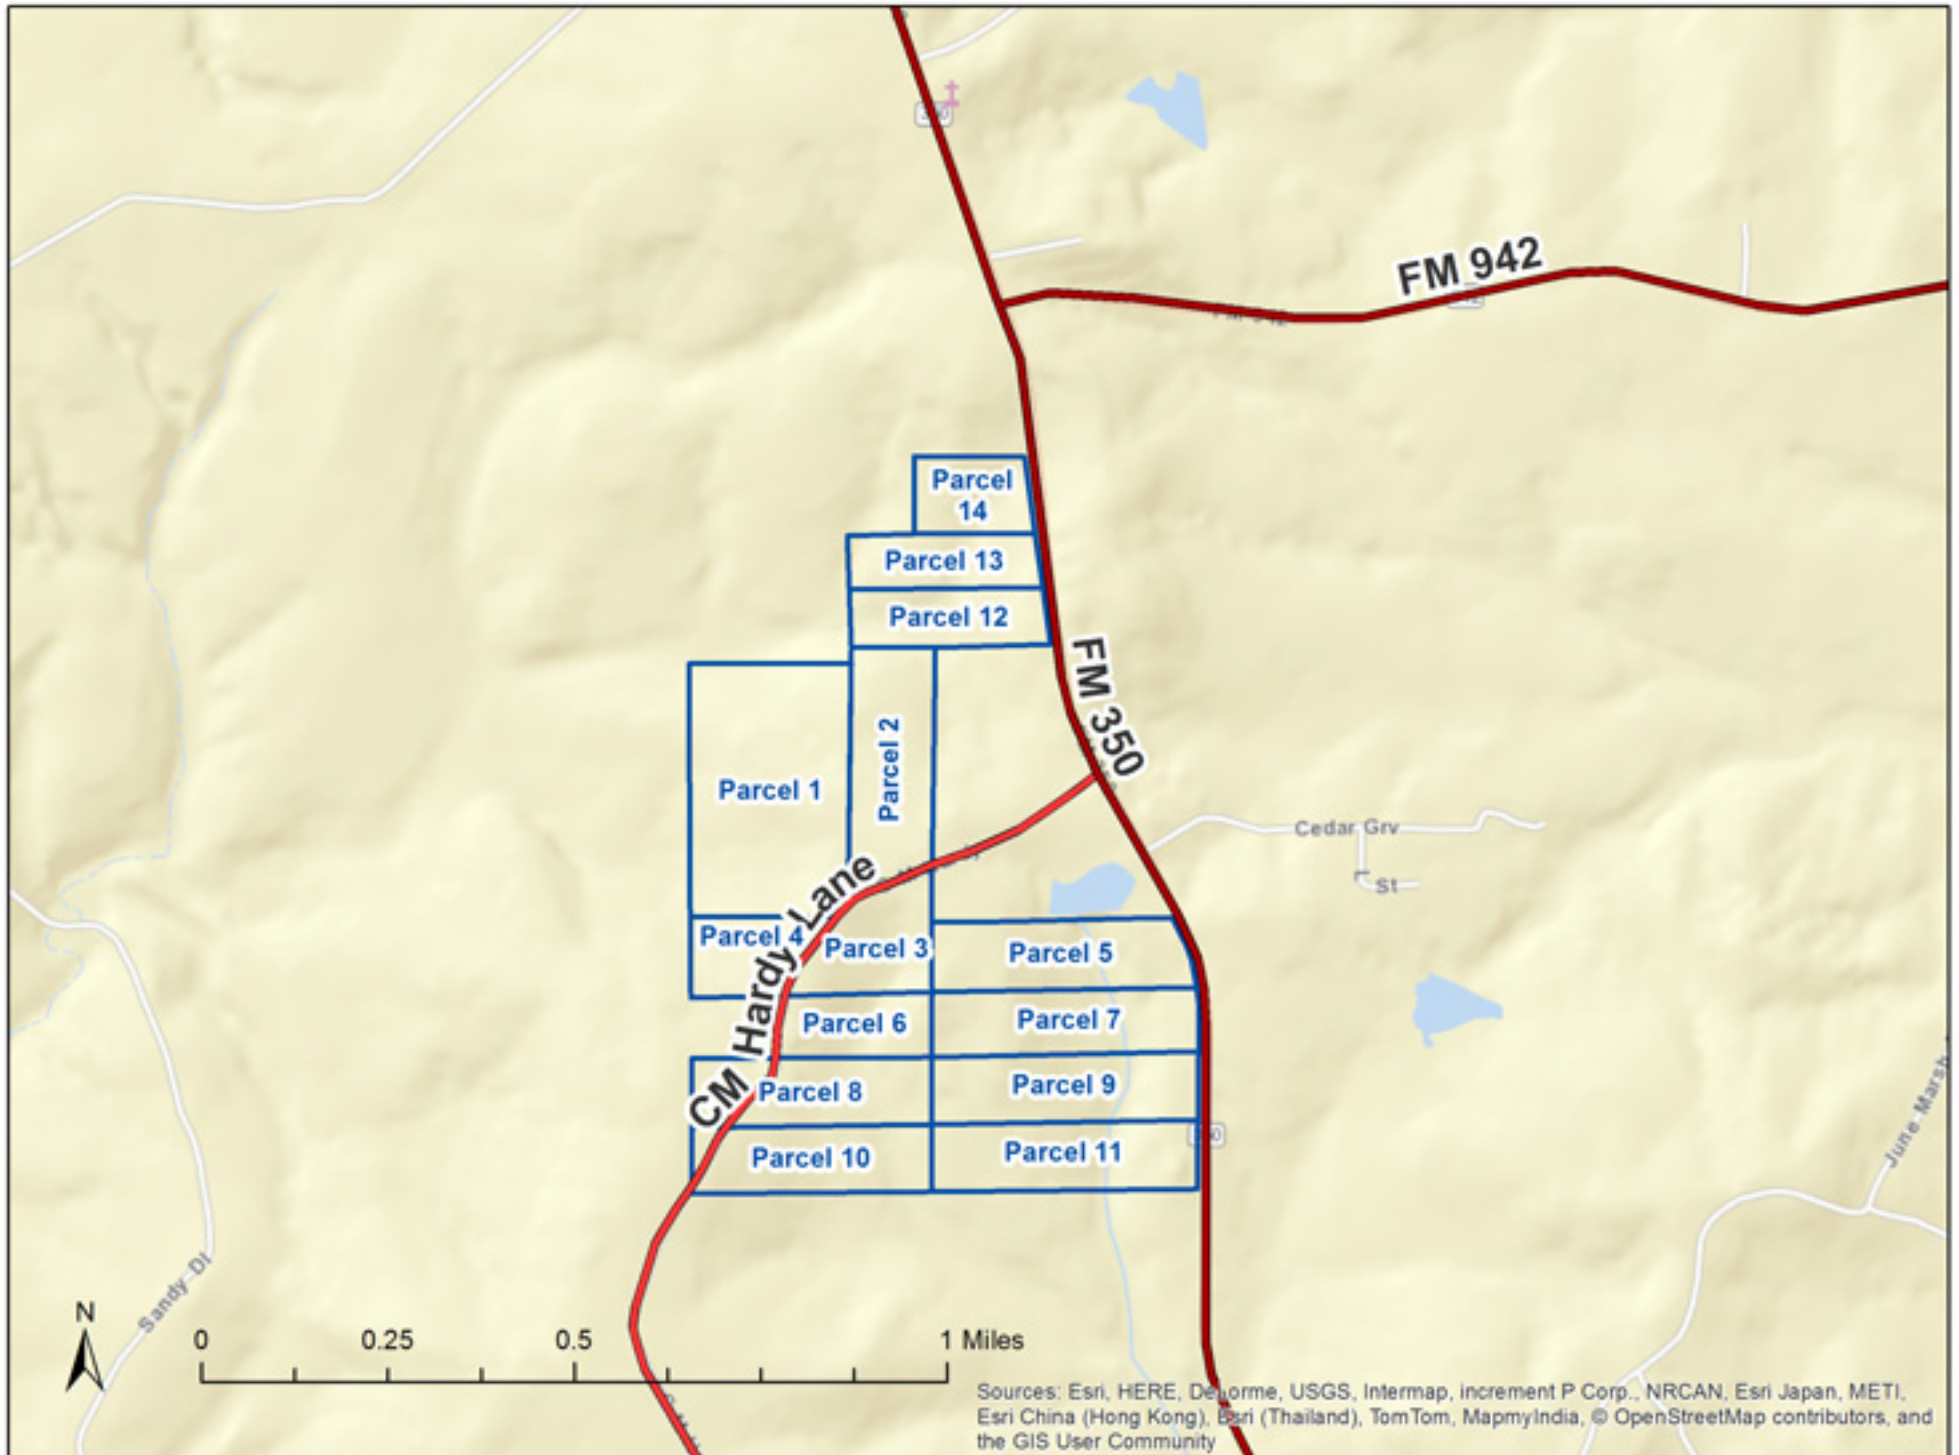 FM 942
Parcel
14
Parcel 13
Parcel 12
FM 350
Parcel 2
Parcel 1
Cedar Grv
St
CM Hardy Lane
Parcel 4
Parcel 3
Parcel 5
Parcel 6
Parcel 7
Parcel 8
Parcel 9
Parcel 10
Parcel 11
Sandy Dl
N
0 0.25 0.5 1 Miles
Sources: Esri, HERE, DeLorme, USGS, Intermap, increment P Corp., NRCAN, Esri Japan, METI,
Esri China (Hong Kong), Esri (Thailand), TomTom, MapmyIndia, © OpenStreetMap contributors, and
the GIS User Community